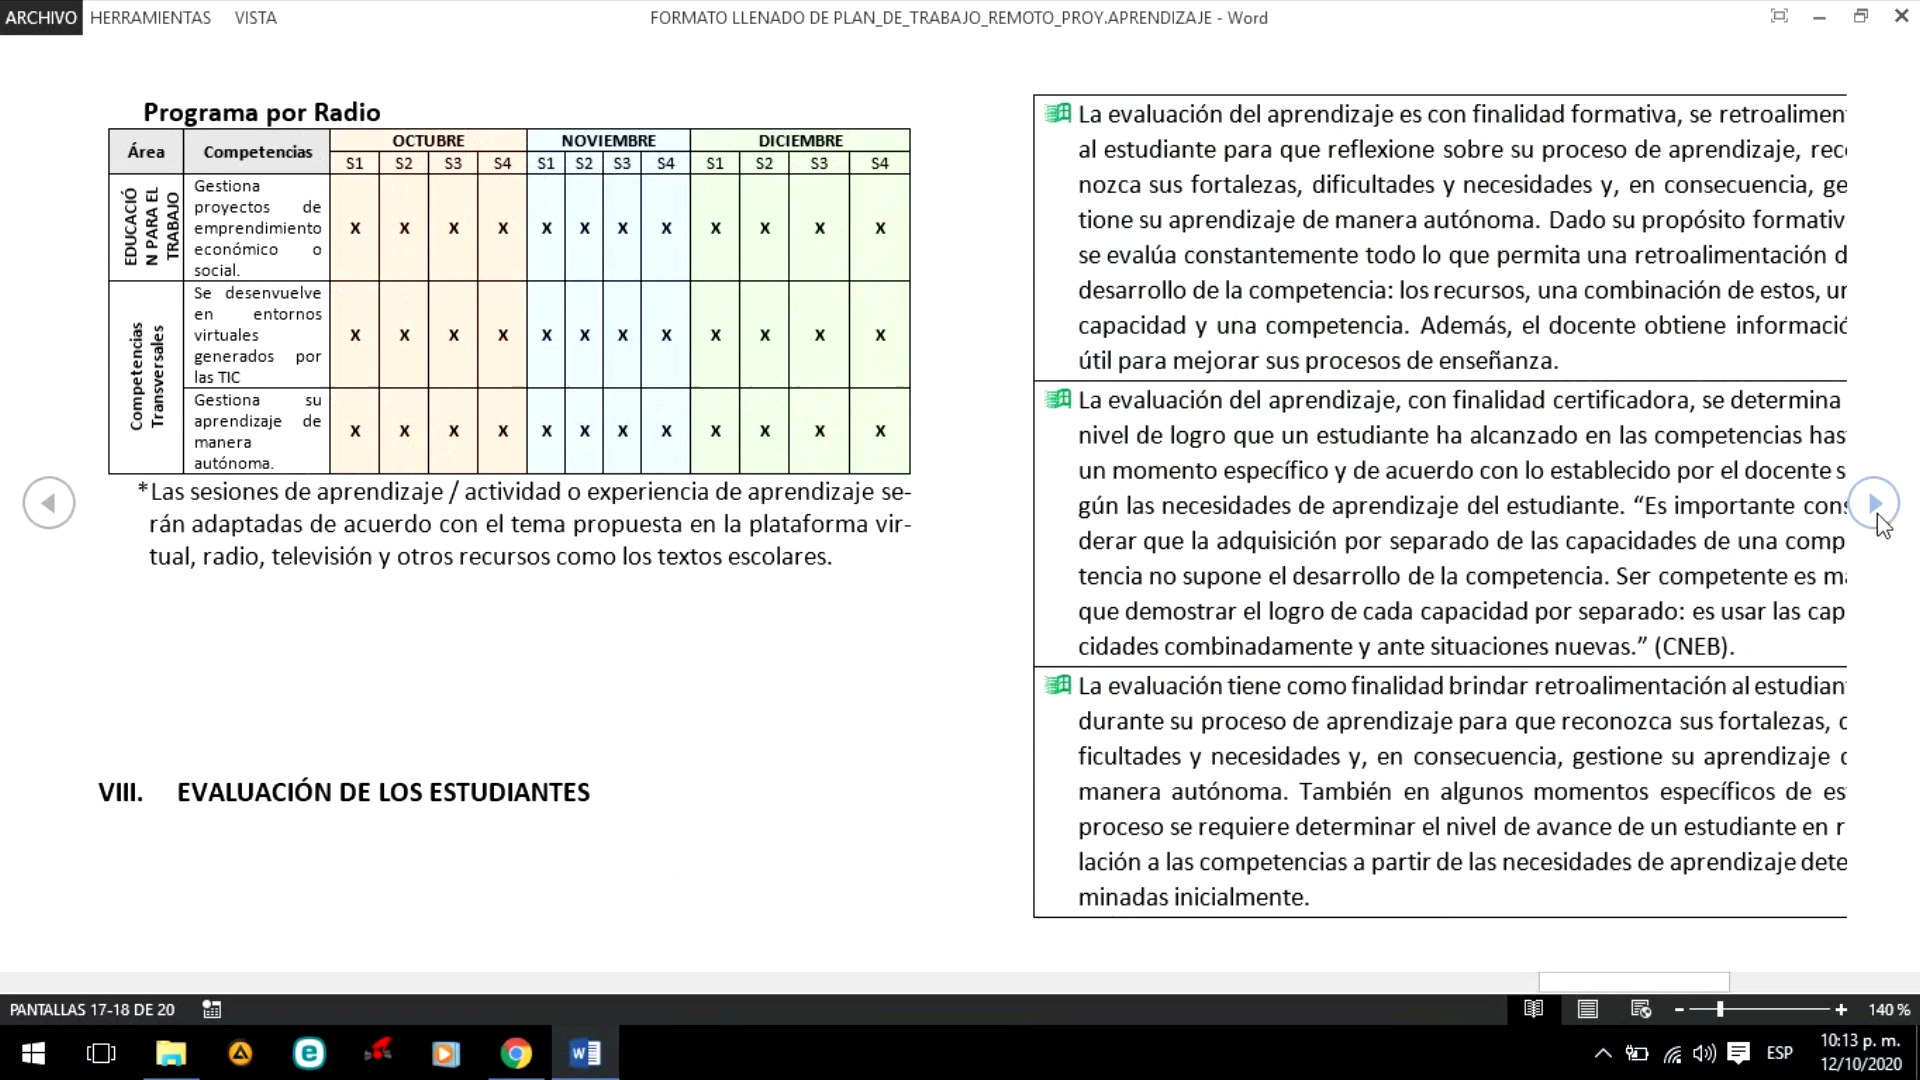 ARCHIVO HERRAMIENTAS VISTA
FORMATO LLENADO DE PLAN_DE_TRABAJO_REMOTO_PROY.APRENDIZAJE - Word
Programa por Radio
Área Competencias OCTUBRE NOVIEMBRE DICIEMBRE
S1 S2 S3 S4 S1 S2 S3 S4 S1 S2 S3 S4
EDUCACIÓ
N PARA EL
TRABAJO
Gestiona
proyectos de
emprendimiento
económico o
social.
X X X X X X X X X X X X
Competencias
Transversales
Se desenvuelve
en entornos
virtuales
generados por
las TIC
X X X X X X X X X X X X
Gestiona su
aprendizaje de
manera
autónoma.
X X X X X X X X X X X X
*Las sesiones de aprendizaje / actividad o experiencia de aprendizaje se-
rán adaptadas de acuerdo con el tema propuesta en la plataforma vir-
tual, radio, televisión y otros recursos como los textos escolares.
VIII. EVALUACIÓN DE LOS ESTUDIANTES
La evaluación del aprendizaje es con finalidad formativa, se retroalimen
al estudiante para que reflexione sobre su proceso de aprendizaje, rec
nozca sus fortalezas, dificultades y necesidades y, en consecuencia, ge
tione su aprendizaje de manera autónoma. Dado su propósito formativ
se evalúa constantemente todo lo que permita una retroalimentación d
desarrollo de la competencia: los recursos, una combinación de estos, ur
capacidad y una competencia. Además, el docente obtiene informació
útil para mejorar sus procesos de enseñanza.
La evaluación del aprendizaje, con finalidad certificadora, se determina
nivel de logro que un estudiante ha alcanzado en las competencias has
un momento específico y de acuerdo con lo establecido por el docente s
gún las necesidades de aprendizaje del estudiante. “Es importante cons
derar que la adquisición por separado de las capacidades de una comp
tencia no supone el desarrollo de la competencia. Ser competente es m
que demostrar el logro de cada capacidad por separado: es usar las cap
cidades combinadamente y ante situaciones nuevas.” (CNEB).
La evaluación tiene como finalidad brindar retroalimentación al estudian
durante su proceso de aprendizaje para que reconozca sus fortalezas, 
ficultades y necesidades y, en consecuencia, gestione su aprendizaje 
manera autónoma. También en algunos momentos específicos de es
proceso se requiere determinar el nivel de avance de un estudiante en r
lación a las competencias a partir de las necesidades de aprendizaje dete
minadas inicialmente.
PANTALLAS 17-18 DE 20
140 %
ESP
10:13 p. m.
12/10/2020